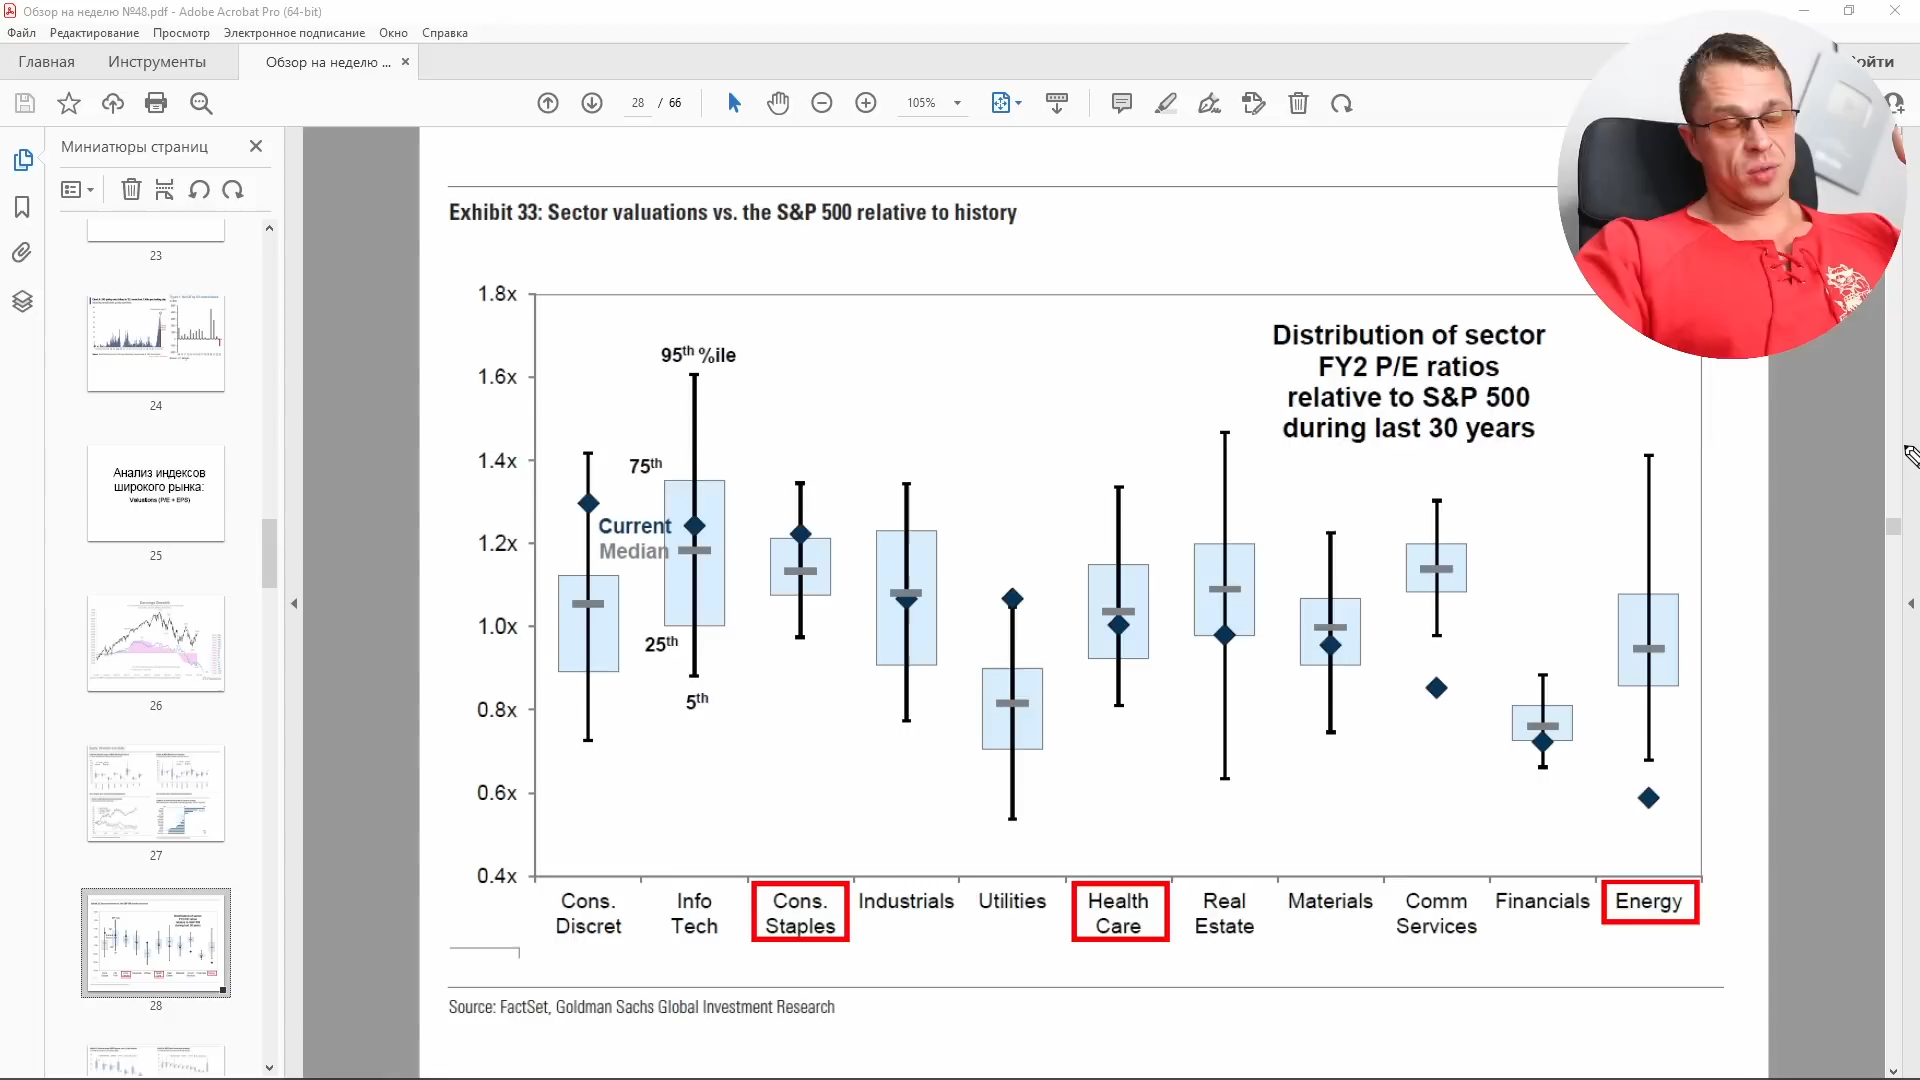 Обзор на неделю №48.pdf - Adobe Acrobat Pro (64-bit)
Файл Редактирование Просмотр Электронное подписание Окно Справка
Главная Инструменты Обзор на неделю ...
28 / 66
105%
Миниатюры страниц
23
24
Анализ индексов
широкого рынка:
Valuations (P/E + EPS)
25
26
27
28
Exhibit 33: Sector valuations vs. the S&P 500 relative to history
Distribution of sector
FY2 P/E ratios
relative to S&P 500
during last 30 years
1.8x
1.6x
1.4x
1.2x
1.0x
0.8x
0.6x
0.4x
95th %ile
75th
Current
Median
25th
5th
Cons.
Discret
Info
Tech
Cons.
Staples
Industrials
Utilities
Health
Care
Real
Estate
Materials
Comm
Services
Financials
Energy
Source: FactSet, Goldman Sachs Global Investment Research